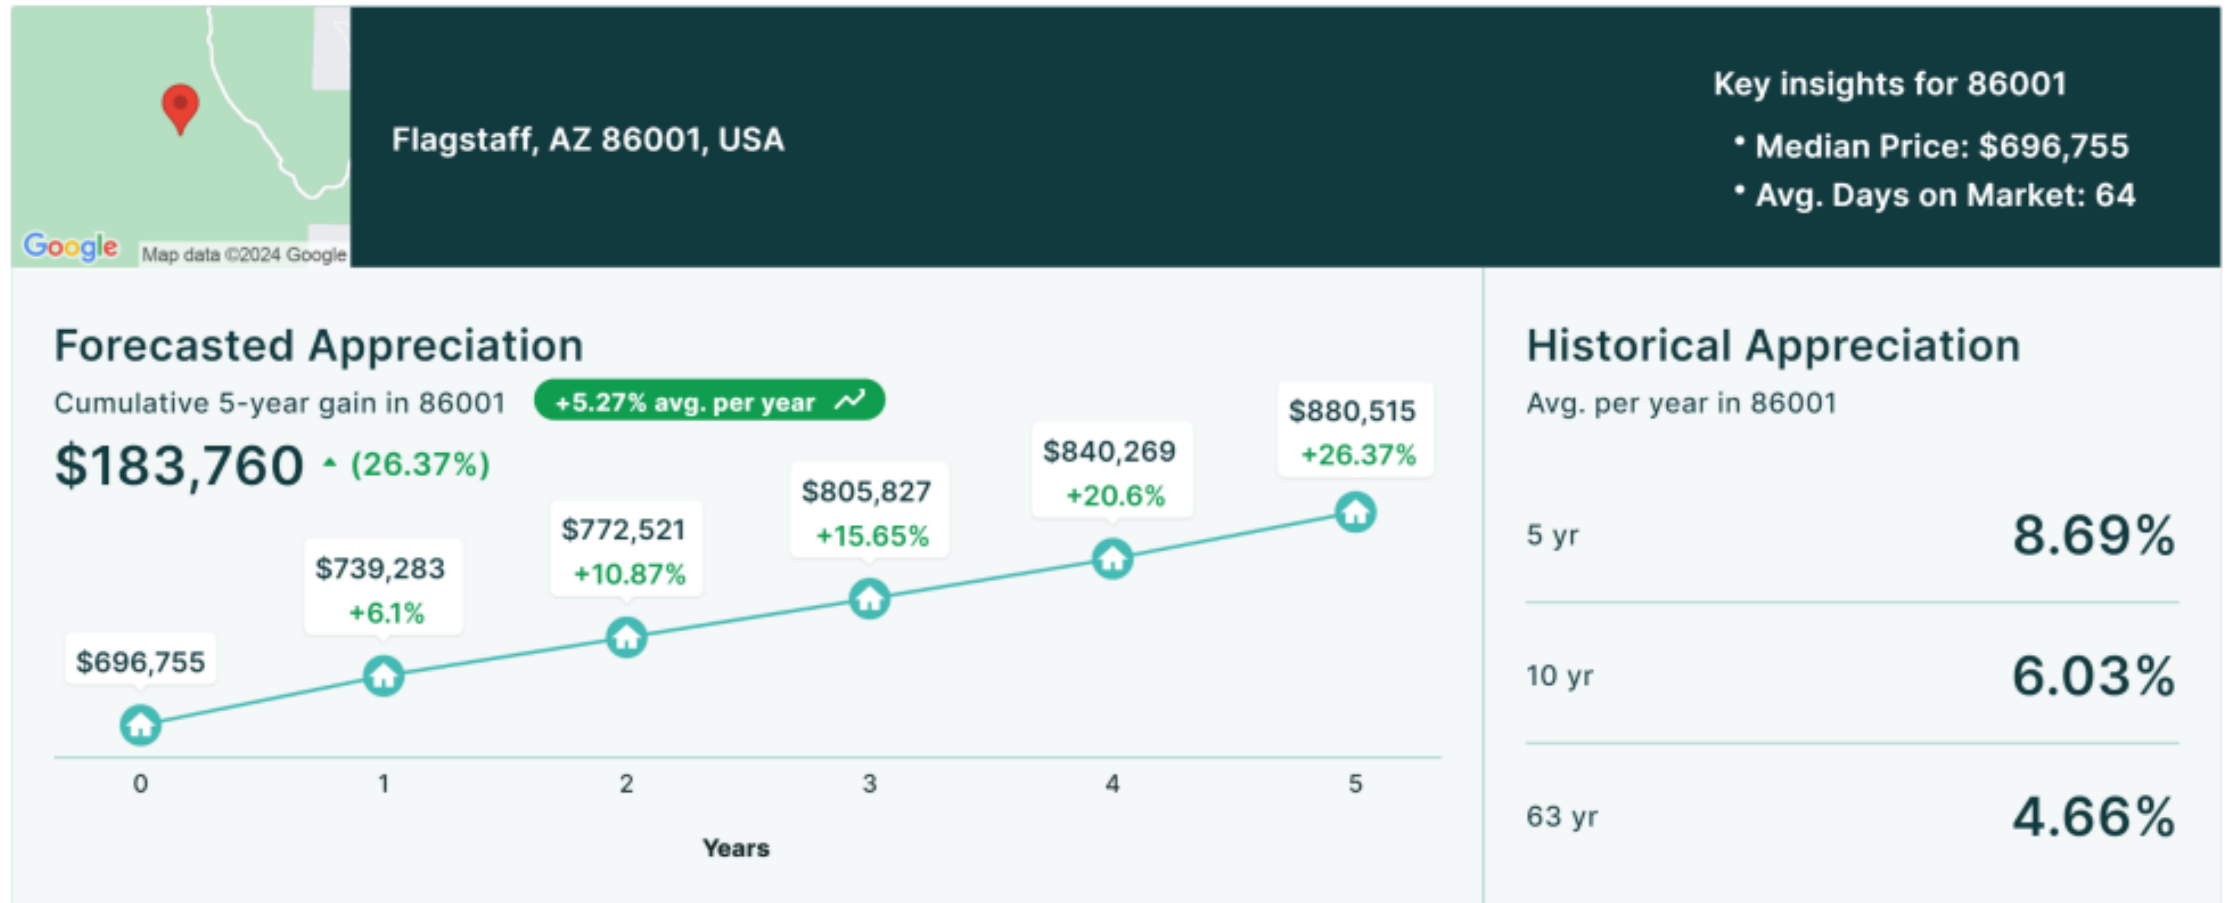 Google
Map data ©2024 Google
Flagstaff, AZ 86001, USA
Key insights for 86001
• Median Price: $696,755
• Avg. Days on Market: 64
Forecasted Appreciation
Cumulative 5-year gain in 86001
+5.27% avg. per year
$183,760 (26.37%)
$696,755
$739,283
+6.1%
$772,521
+10.87%
$805,827
+15.65%
$840,269
+20.6%
$880,515
+26.37%
0 1 2 3 4 5
Years
Historical Appreciation
Avg. per year in 86001
5 yr 8.69%
10 yr 6.03%
63 yr 4.66%